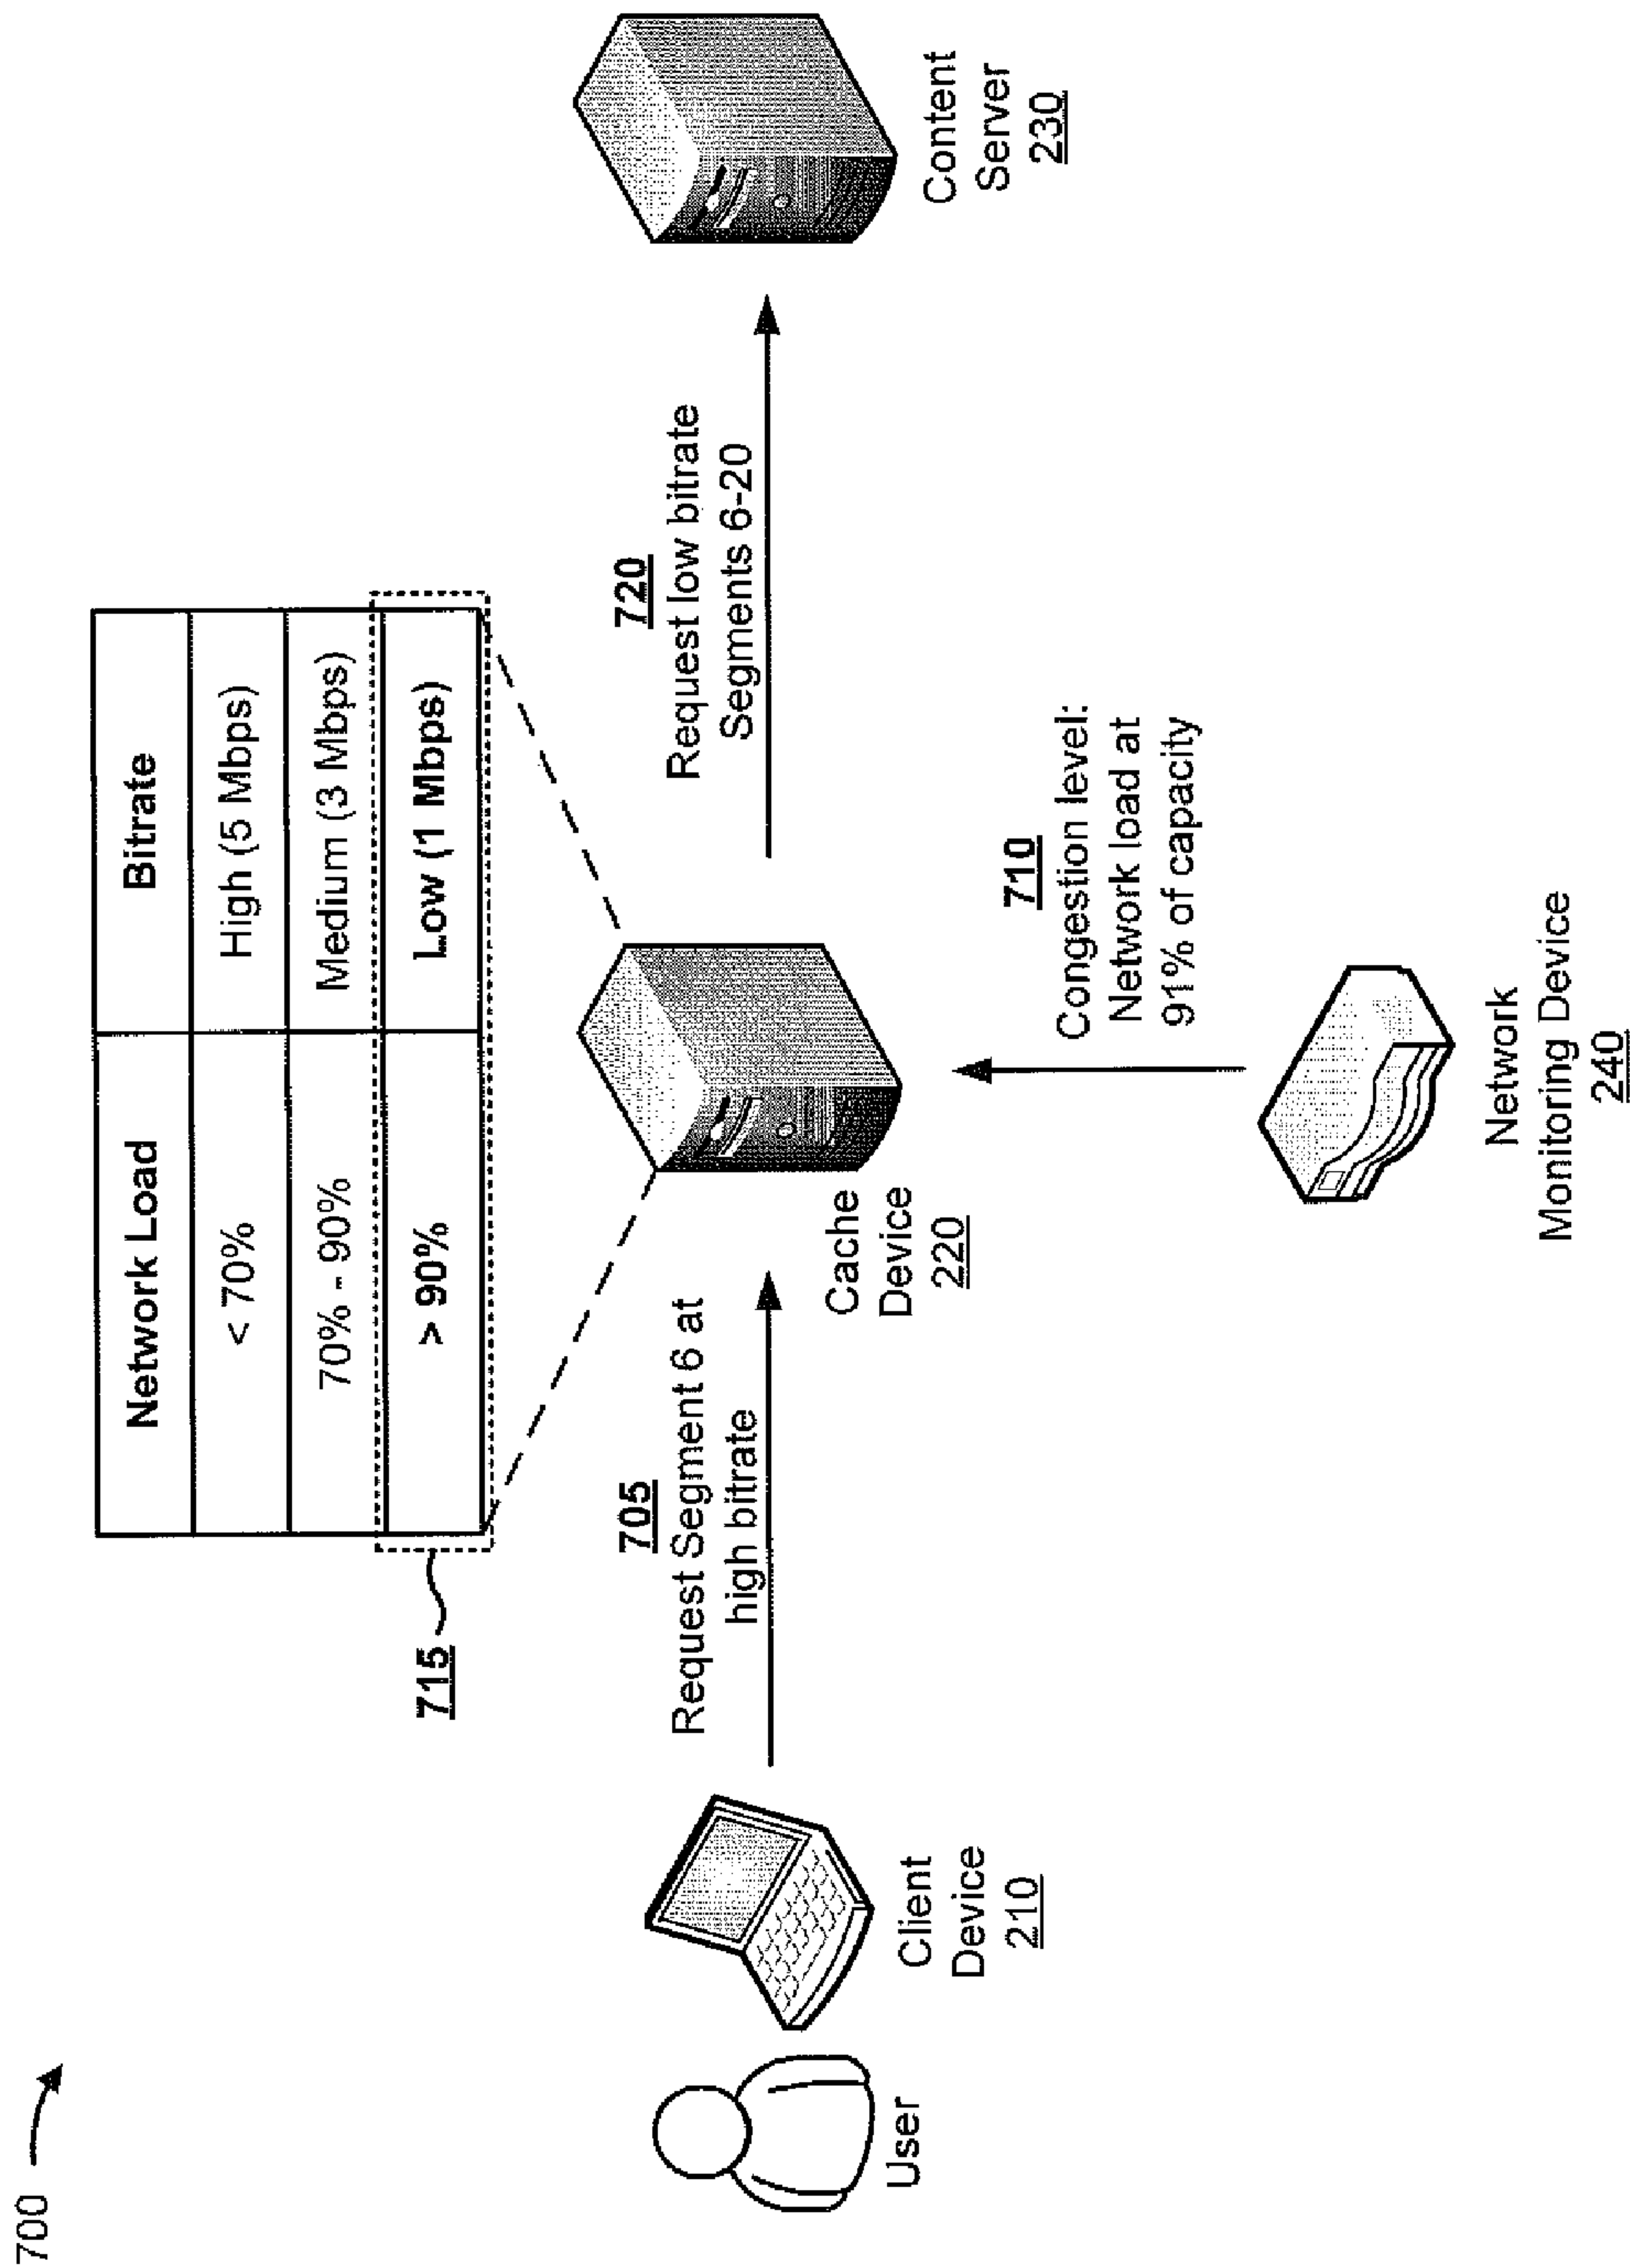 700
Network Load Bitrate
< 70% High (5 Mbps)
70% - 90% Medium (3 Mbps)
> 90% Low (1 Mbps)
715
705
Request Segment 6 at
high bitrate
720
Request low bitrate
Segments 6-20
User
Client
Device
210
Cache
Device
220
Content
Server
230
710
Congestion level:
Network load at
91% of capacity
Network
Monitoring Device
240